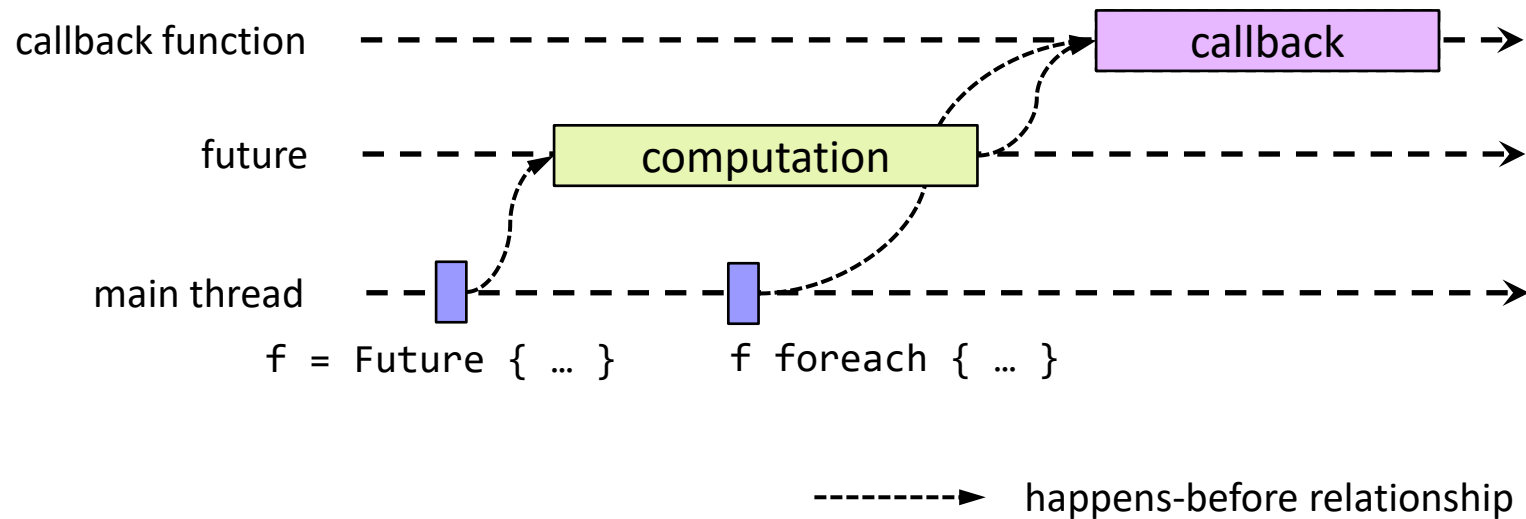 callback function
callback
future
computation
main thread
f = Future { … }
f foreach { … }
happens-before relationship